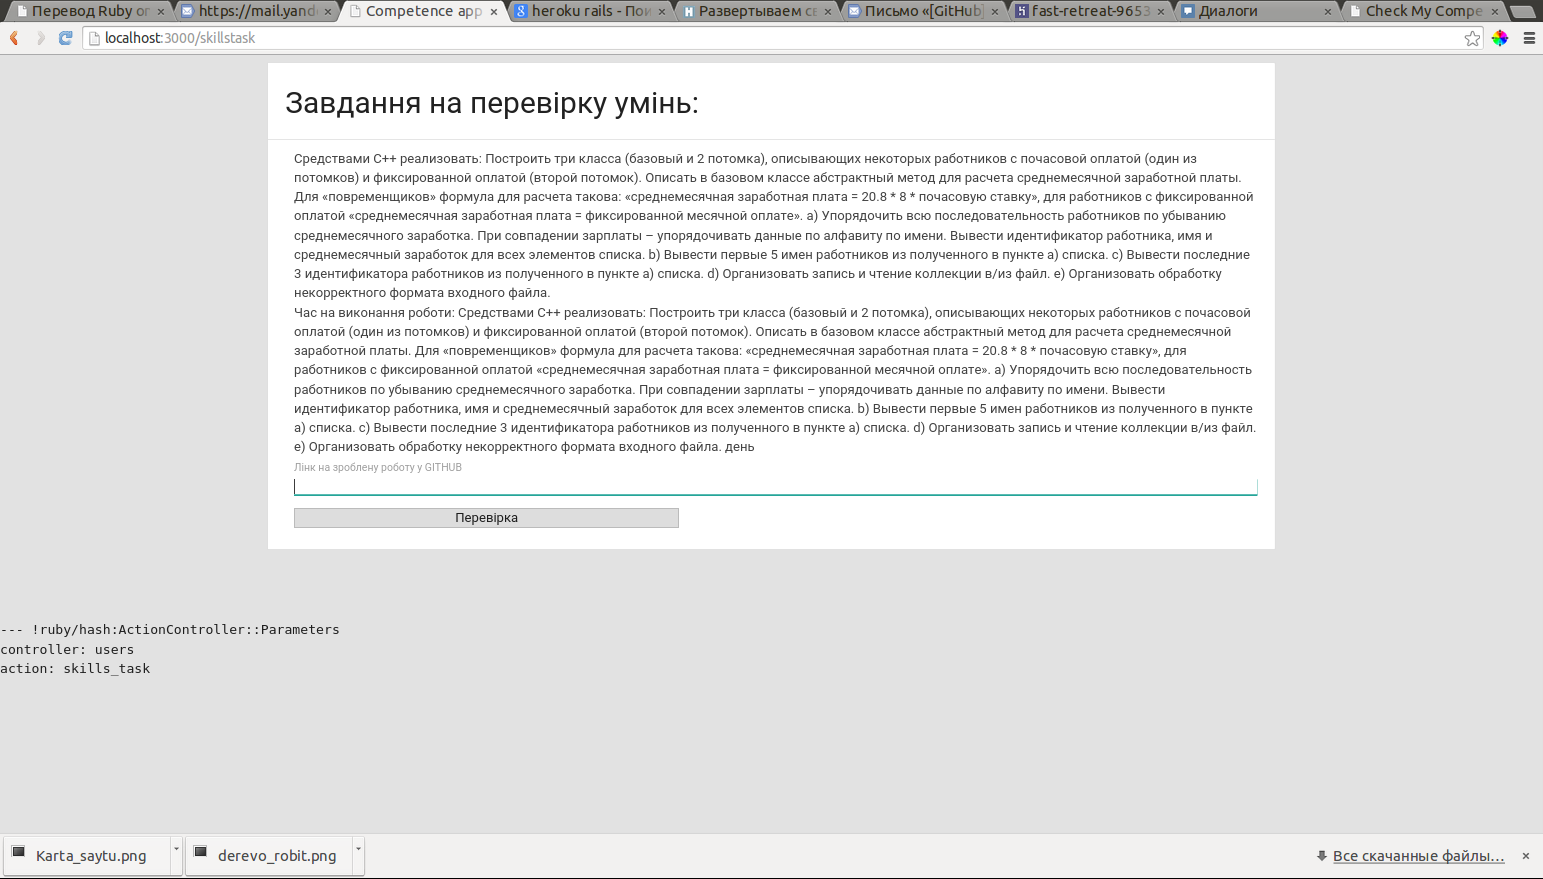 Перевод Ruby or
https://mail.yand
Competence app
heroku rails - Пои
Развертываем св
Письмо «[GitHub]
fast-retreat-9653
Диалоги
Check My Compe
localhost:3000/skillstask
Завдання на перевірку умінь:
Средствами С++ реализовать: Построить три класса (базовый и 2 потомка), описывающих некоторых работников с почасовой оплатой (один из
потомков) и фиксированной оплатой (второй потомок). Описать в базовом классе абстрактный метод для расчета среднемесячной заработной платы.
Для «повременщиков» формула для расчета такова: «среднемесячная заработная плата = 20.8 * 8 * почасовую ставку», для работников с фиксированной
оплатой «среднемесячная заработная плата = фиксированной месячной оплате». a) Упорядочить всю последовательность работников по убыванию
среднемесячного заработка. При совпадении зарплаты – упорядочивать данные по алфавиту по имени. Вывести идентификатор работника, имя и
среднемесячный заработок для всех элементов списка. b) Вывести первые 5 имен работников из полученного в пункте а) списка. c) Вывести последние
3 идентификатора работников из полученного в пункте а) списка. d) Организовать запись и чтение коллекции в/из файл. e) Организовать обработку
некорректного формата входного файла.
Час на виконання роботи: Средствами С++ реализовать: Построить три класса (базовый и 2 потомка), описывающих некоторых работников с почасовой
оплатой (один из потомков) и фиксированной оплатой (второй потомок). Описать в базовом классе абстрактный метод для расчета среднемесячной
заработной платы. Для «повременщиков» формула для расчета такова: «среднемесячная заработная плата = 20.8 * 8 * почасовую ставку», для
работников с фиксированной оплатой «среднемесячная заработная плата = фиксированной месячной оплате». a) Упорядочить всю последовательность
работников по убыванию среднемесячного заработка. При совпадении зарплаты – упорядочивать данные по алфавиту по имени. Вывести
идентификатор работника, имя и среднемесячный заработок для всех элементов списка. b) Вывести первые 5 имен работников из полученного в пункте
а) списка. c) Вывести последние 3 идентификатора работников из полученного в пункте а) списка. d) Организовать запись и чтение коллекции в/из файл.
e) Организовать обработку некорректного формата входного файла. день
Лінк на зроблену роботу у GITHUB
Перевірка
--- !ruby/hash:ActionController::Parameters
controller: users
action: skills_task
Karta_saytu.png
derevo_robit.png
Все скачанные файлы...